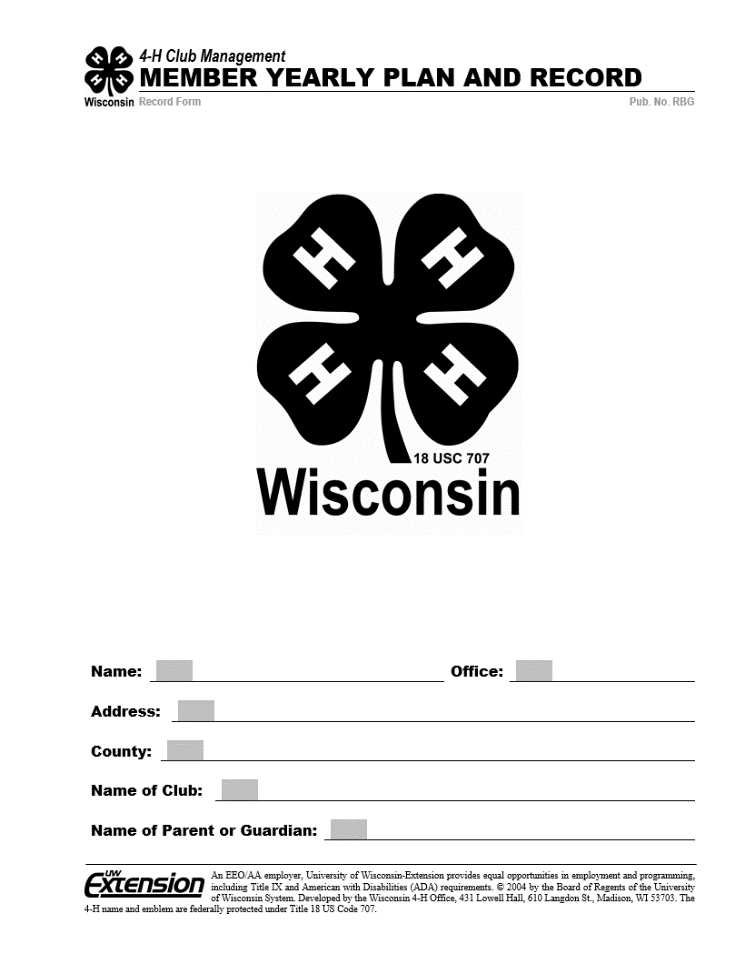 4-H Club Management
MEMBER YEARLY PLAN AND RECORD
Wisconsin Record Form Pub. No. RBG
H H
H H
18 USC 707
Wisconsin
Name: Office:
Address:
County:
Name of Club:
Name of Parent or Guardian:
UW
Extension
An EEO/AA employer, University of Wisconsin-Extension provides equal opportunities in employment and programming,
including Title IX and American with Disabilities (ADA) requirements. © 2004 by the Board of Regents of the University
of Wisconsin System. Developed by the Wisconsin 4-H Office, 431 Lowell Hall, 610 Langdon St., Madison, WI 53703. The
4-H name and emblem are federally protected under Title 18 US Code 707.